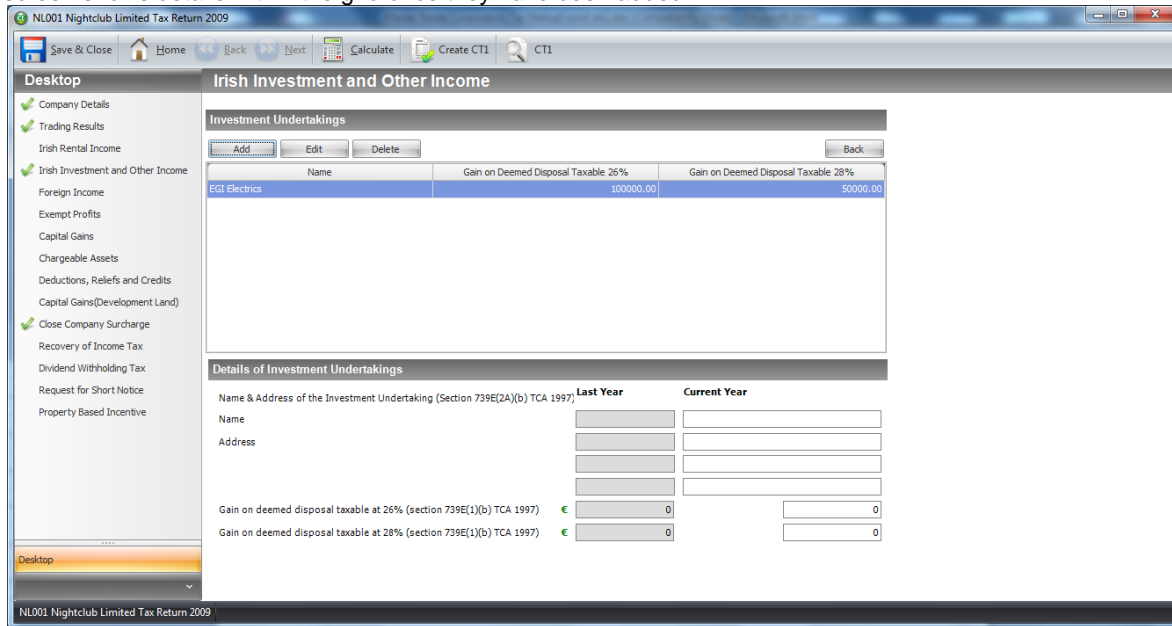 NL001 Nightclub Limited Tax Return 2009
Save & Close Home Back Next Calculate Create CT1 CT1
Desktop
Irish Investment and Other Income
Company Details
Trading Results
Irish Rental Income
Irish Investment and Other Income
Foreign Income
Exempt Profits
Capital Gains
Chargeable Assets
Deductions, Reliefs and Credits
Capital Gains(Development Land)
Close Company Surcharge
Recovery of Income Tax
Dividend Withholding Tax
Request for Short Notice
Property Based Incentive
Desktop
Investment Undertakings
Add Edit Delete Back
Name Gain on Deemed Disposal Taxable 26% Gain on Deemed Disposal Taxable 28%
EGI Electrics 100000.00 50000.00
Details of Investment Undertakings
Name & Address of the Investment Undertaking (Section 739E(2A)(b) TCA 1997) Last Year Current Year
Name
Address
Gain on deemed disposal taxable at 26% (section 739E(1)(b) TCA 1997) € 0 0
Gain on deemed disposal taxable at 28% (section 739E(1)(b) TCA 1997) € 0 0
NL001 Nightclub Limited Tax Return 2009